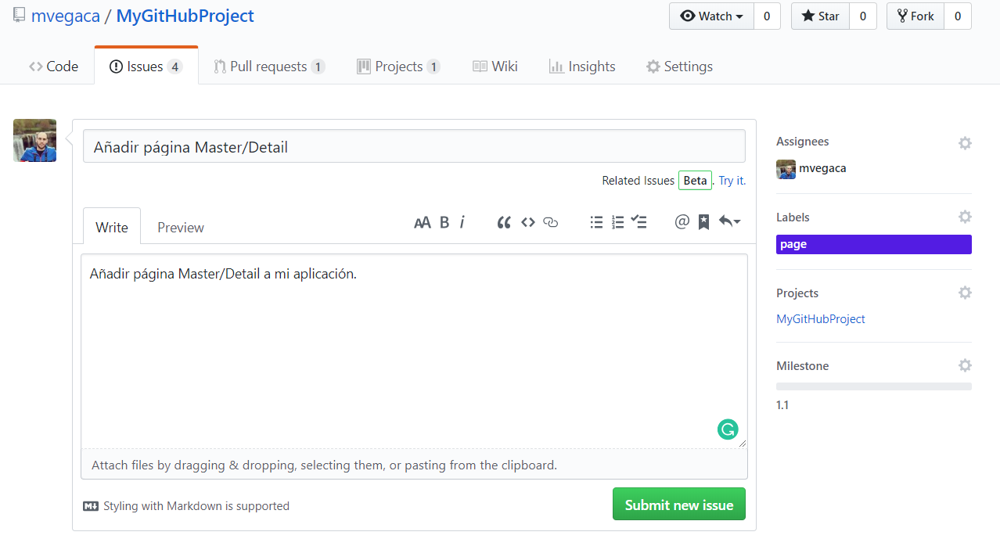 mvegaca / MyGitHubProject
Watch 0 Star 0 Fork 0
Code Issues 4 Pull requests 1 Projects 1 Wiki Insights Settings
Añadir página Master/Detail
Related Issues Beta . Try it.
Write Preview
AA B i
Añadir página Master/Detail a mi aplicación.
Attach files by dragging & dropping, selecting them, or pasting from the clipboard.
Styling with Markdown is supported
Submit new issue
Assignees
mvegaca
Labels
page
Projects
MyGitHubProject
Milestone
1.1